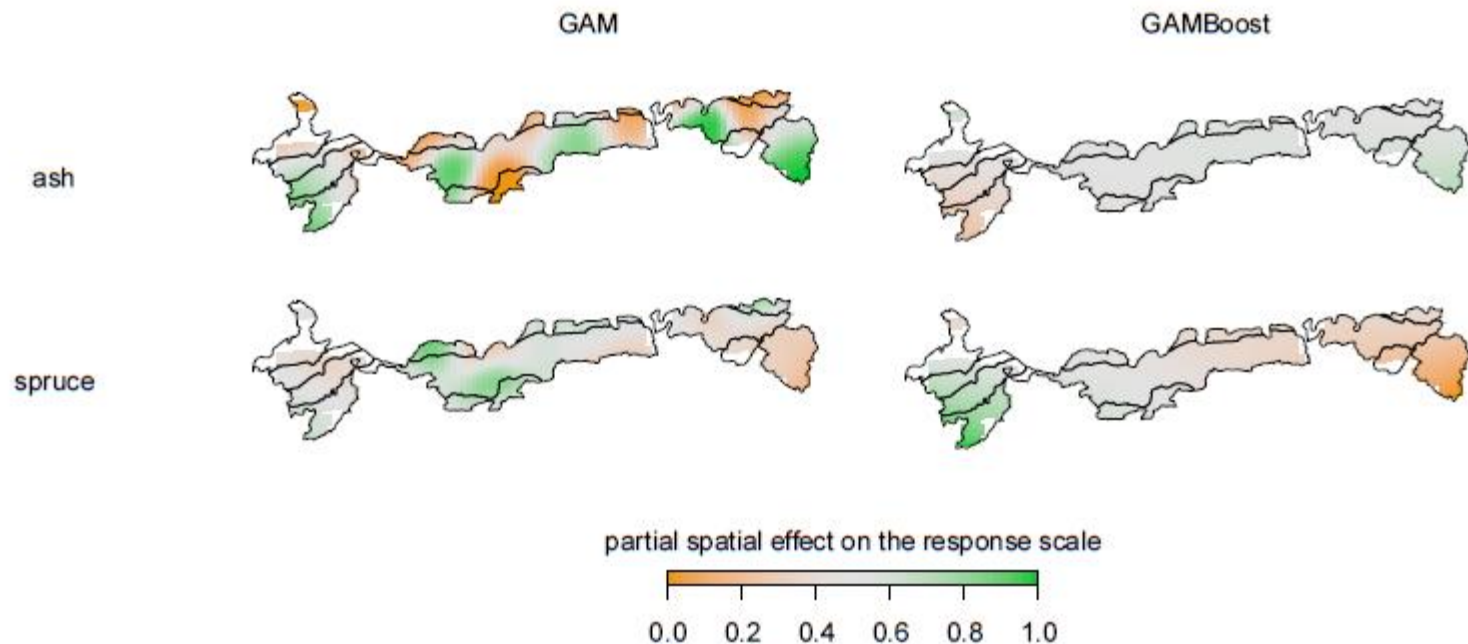 GAM GAMBoost
ash
spruce
partial spatial effect on the response scale
0.0 0.2 0.4 0.6 0.8 1.0